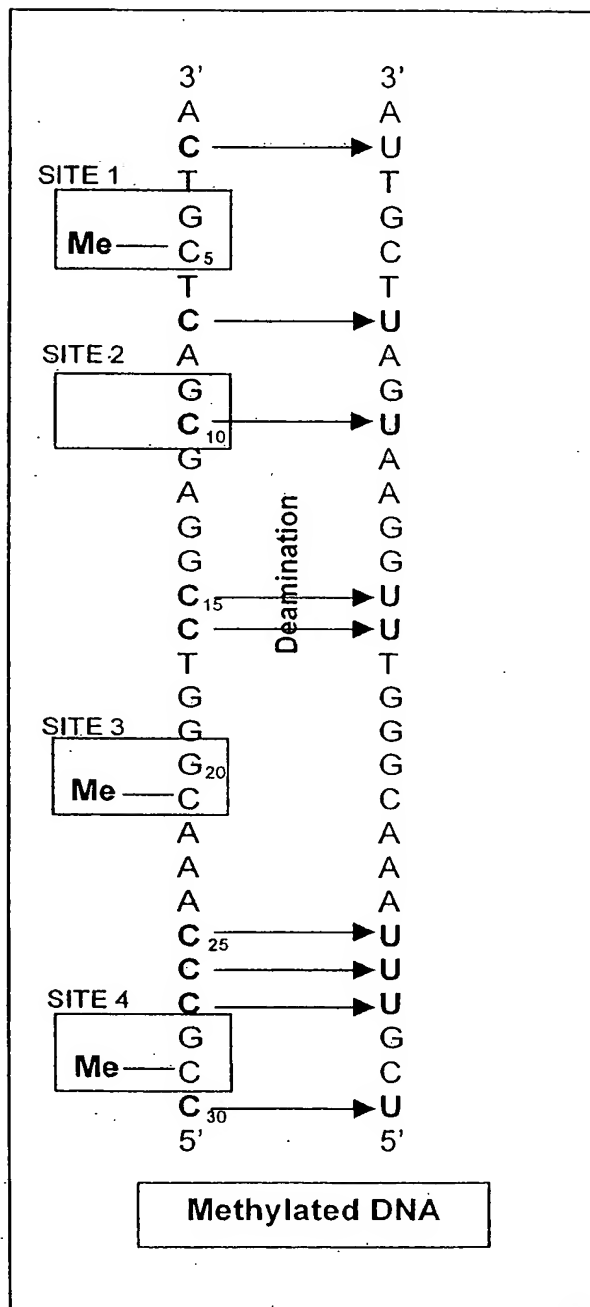 3' 3'
A A
C U
SITE 1 T T
G G
Me C5 C
T T
C U
SITE 2 A A
G G
C10 U
G A
A A
G G
G G
Deamination
C15 U
C U
T T
G G
SITE 3 G G
G20 G
Me C C
A A
A A
A A
C25 U
C U
SITE 4 C U
G G
Me C C
C30 U
5' 5'
Methylated DNA